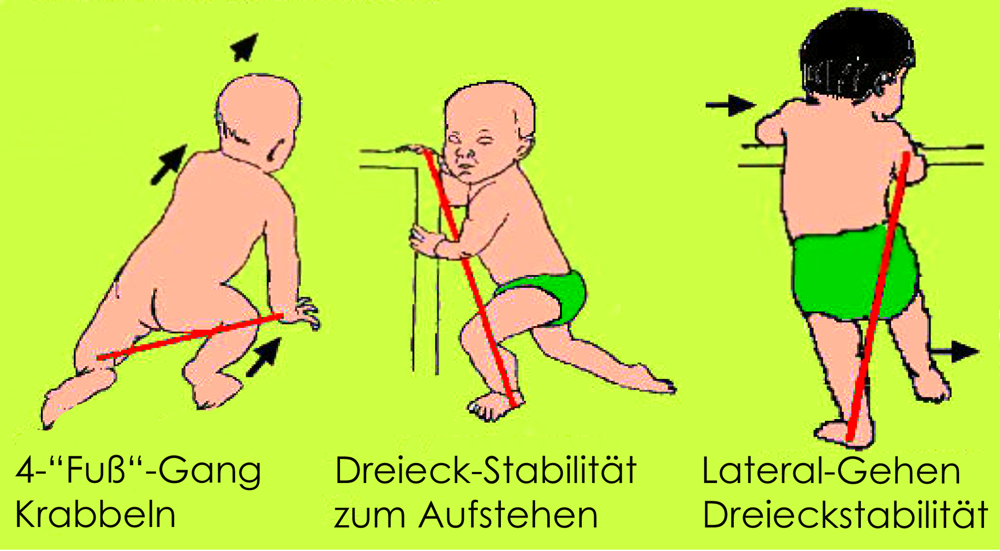 4-“Fuß“-Gang
Krabbeln
Dreieck-Stabilität
zum Aufstehen
Lateral-Gehen
Dreieckstabilität